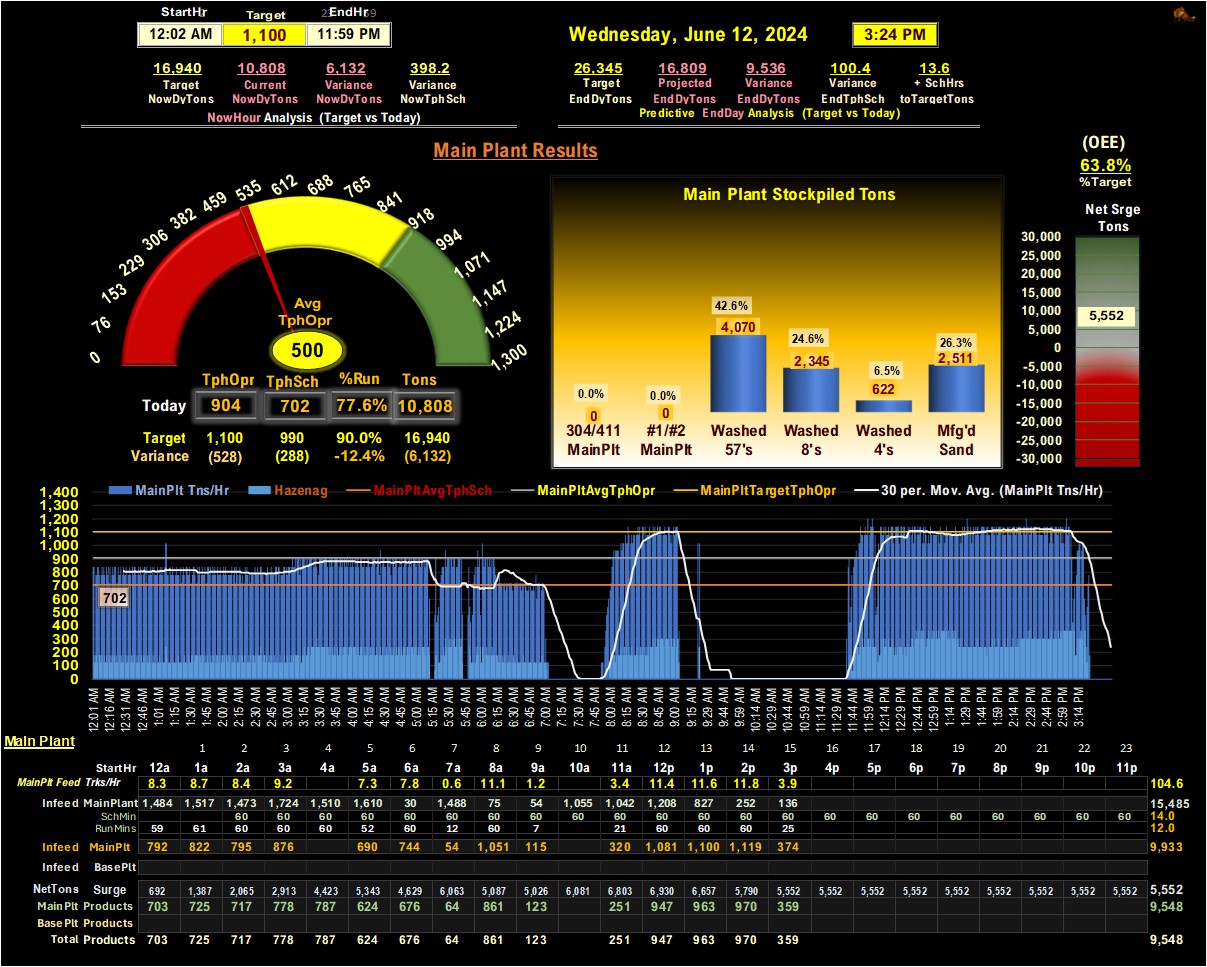 StartHr Target EndHr
12:02 AM 1,100 11:59 PM
Wednesday, June 12, 2024 3:24 PM
16,940 10,808 6,132 398.2
Target Current Variance Variance
NowDyTons NowDyTons NowDyTons NowTphSch
NowHour Analysis (Target vs Today)
26,345 16,809 9,536 100.4 13.6
Target Projected Variance Variance + SchHrs
EndDyTons EndDyTons EndDyTons EndTphSch toTargetTons
Predictive EndDay Analysis (Target vs Today)
Main Plant Results
(OEE)
63.8%
%Target
0 76 153 229 306 382 459 535 612 688 765 841 918 994 1,071 1,147 1,224 1,300
Avg
TphOpr
500
TphOpr TphSch %Run Tons
Today 904 702 77.6% 10,808
Target 1,100 990 90.0% 16,940
Variance (528) (288) -12.4% (6,132)
Main Plant Stockpiled Tons
0.0% 0.0% 42.6% 24.6% 6.5% 26.3%
0 0 4,070 2,345 622 2,511
304/411 #1/#2 Washed Washed Washed Mfg'd
MainPlt MainPlt 57's 8's 4's Sand
Net Srge
Tons
30,000
25,000
20,000
15,000
10,000
5,552
5,000
0
-5,000
-10,000
-15,000
-20,000
-25,000
-30,000
MainPlt Tns/Hr Hazenag MainPltAvgTphSch MainPltAvgTphOpr MainPltTargetTphOpr 30 per. Mov. Avg. (MainPlt Tns/Hr)
1,400
1,300
1,200
1,100
1,000
900
800
700
600
500
400
300
200
100
0
702
12:01 AM 12:16 AM 12:31 AM 12:46 AM 1:01 AM 1:15 AM 1:30 AM 1:45 AM 2:00 AM 2:15 AM 2:30 AM 2:45 AM 3:00 AM 3:15 AM 3:30 AM 3:45 AM 4:00 AM 4:15 AM 4:30 AM 4:45 AM 5:00 AM 5:15 AM 5:30 AM 5:45 AM 6:00 AM 6:15 AM 6:30 AM 6:45 AM 7:00 AM 7:15 AM 7:30 AM 7:45 AM 8:00 AM 8:15 AM 8:30 AM 8:45 AM 9:00 AM 9:15 AM 9:29 AM 9:44 AM 9:59 AM 10:14 AM 10:29 AM 10:44 AM 10:59 AM 11:14 AM 11:29 AM 11:44 AM 11:59 AM 12:14 PM 12:29 PM 12:44 PM 12:59 PM 1:14 PM 1:29 PM 1:44 PM 1:59 PM 2:14 PM 2:29 PM 2:44 PM 2:59 PM 3:14 PM
Main Plant
1 2 3 4 5 6 7 8 9 10 11 12 13 14 15 16 17 18 19 20 21 22 23
StartHr 12a 1a 2a 3a 4a 5a 6a 7a 8a 9a 10a 11a 12p 1p 2p 3p 4p 5p 6p 7p 8p 9p 10p 11p
MainPlt Feed Trks/Hr 8.3 8.7 8.4 9.2 7.3 7.8 0.6 11.1 1.2 3.4 11.4 11.6 11.8 3.9 104.6
Infeed MainPlant 1,484 1,517 1,473 1,724 1,510 1,610 30 1,488 75 54 1,055 1,042 1,208 827 252 136 15,485
SchMin 60 60 60 60 60 60 60 60 60 60 60 60 60 60 60 60 60 60 60 60 60 60 14.0
RunMins 59 61 60 60 60 52 60 12 60 7 21 60 60 60 25 12.0
Infeed MainPlt 792 822 795 876 690 744 54 1,051 115 320 1,081 1,100 1,119 374 9,933
Infeed BasePlt
NetTons Surge 692 1,387 2,065 2,913 4,423 5,343 4,629 6,063 5,087 5,026 6,081 6,803 6,930 6,657 5,790 5,552 5,552 5,552 5,552 5,552 5,552 5,552 5,552 5,552 5,552
MainPlt Products 703 725 717 778 787 624 676 64 861 123 251 947 963 970 359 9,548
BasePlt Products
Total Products 703 725 717 778 787 624 676 64 861 123 251 947 963 970 359 9,548